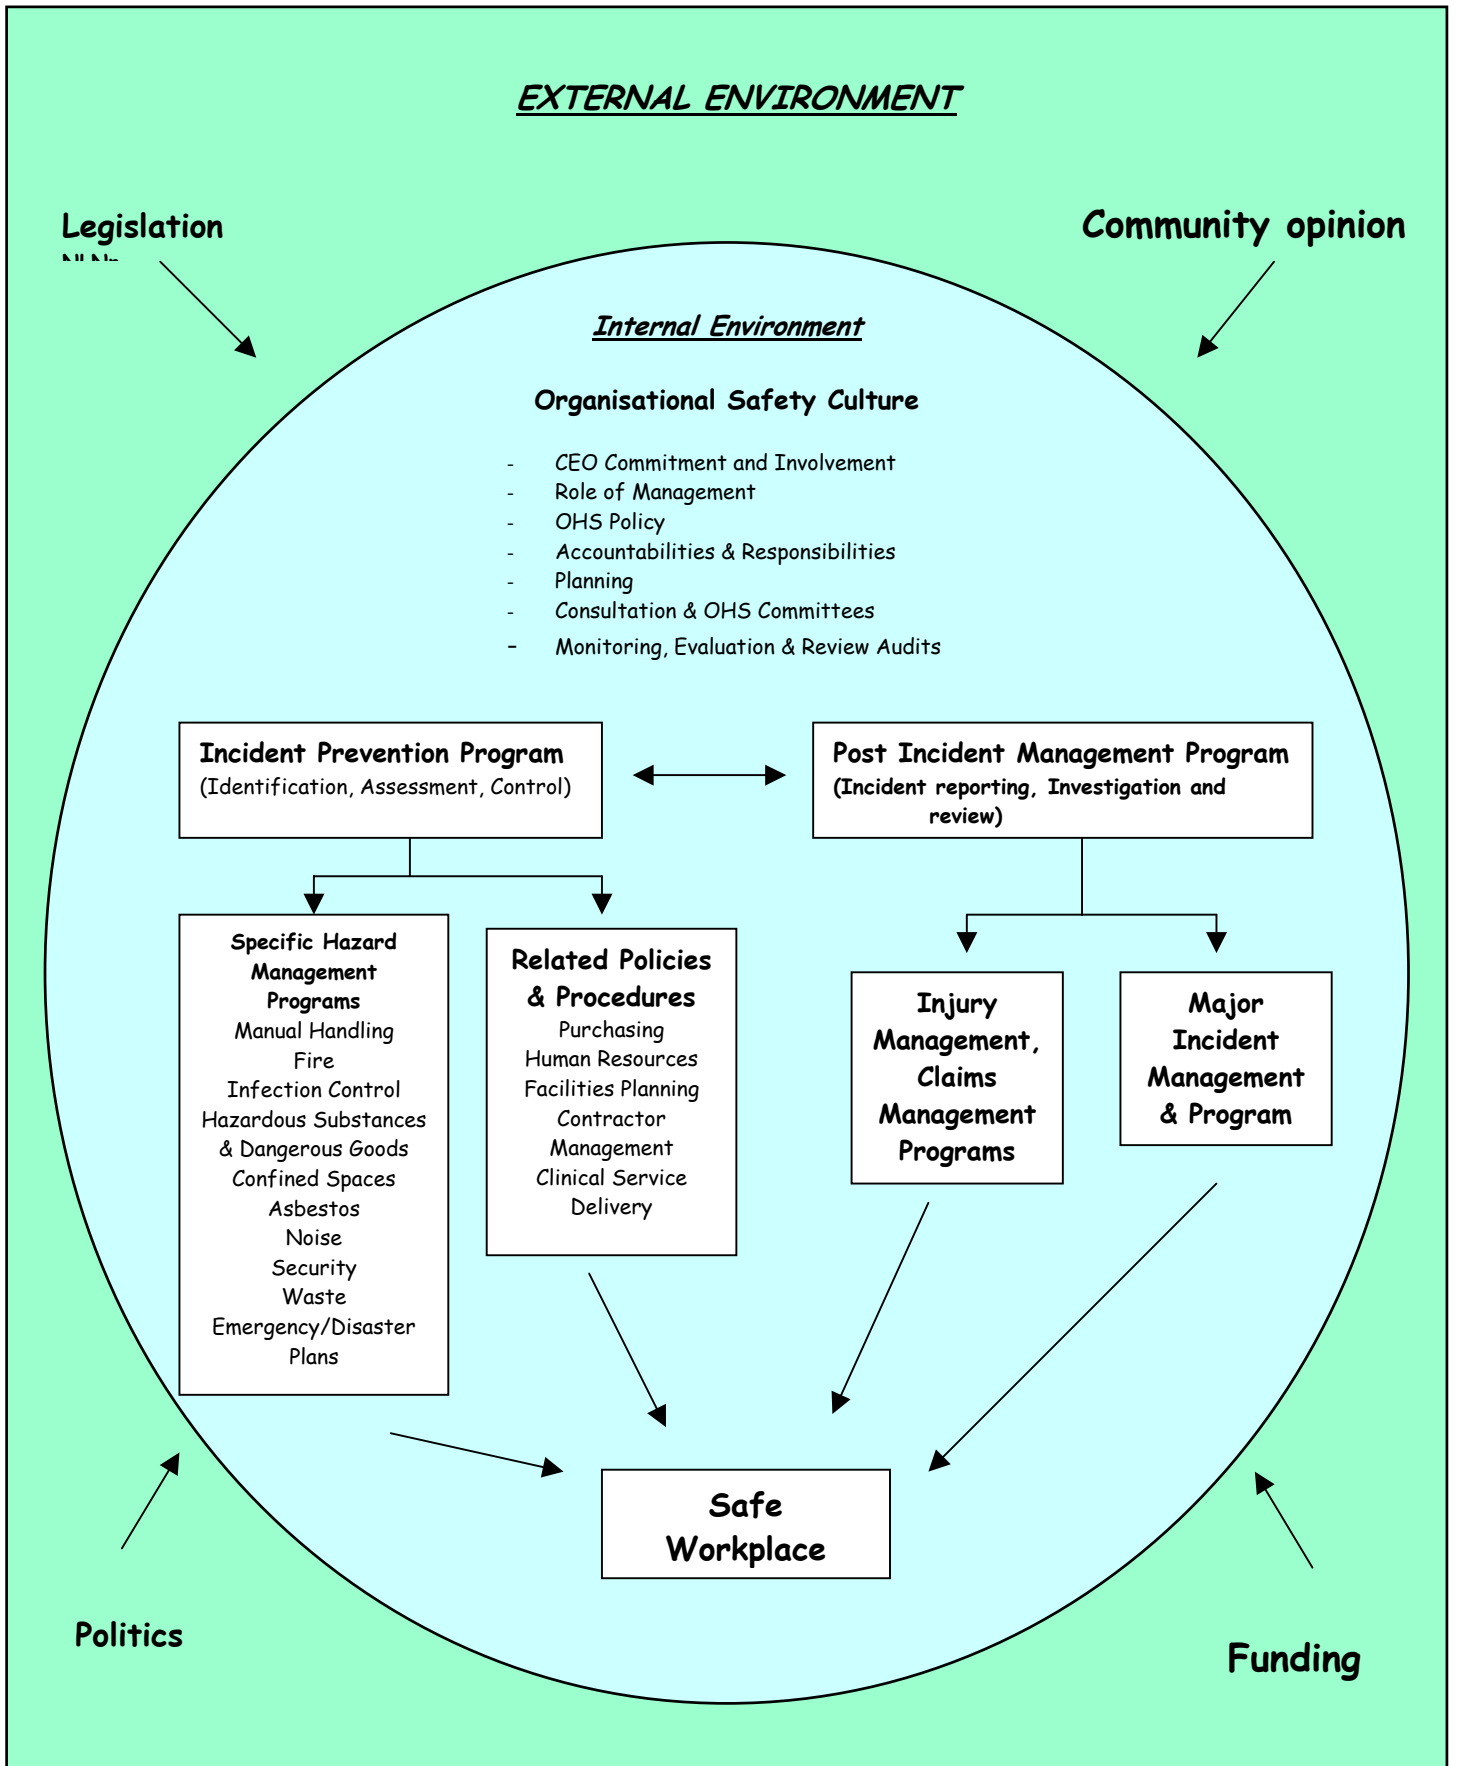 EXTERNAL ENVIRONMENT
Legislation
Community opinion
Internal Environment
Organisational Safety Culture
- CEO Commitment and Involvement
- Role of Management
- OHS Policy
- Accountabilities & Responsibilities
- Planning
- Consultation & OHS Committees
- Monitoring, Evaluation & Review Audits
Incident Prevention Program
(Identification, Assessment, Control)
Post Incident Management Program
(Incident reporting, Investigation and
review)
Specific Hazard
Management
Programs
Manual Handling
Fire
Infection Control
Hazardous Substances
& Dangerous Goods
Confined Spaces
Asbestos
Noise
Security
Waste
Emergency/Disaster
Plans
Related Policies
& Procedures
Purchasing
Human Resources
Facilities Planning
Contractor
Management
Clinical Service
Delivery
Injury
Management,
Claims
Management
Programs
Major
Incident
Management
& Program
Safe
Workplace
Politics
Funding